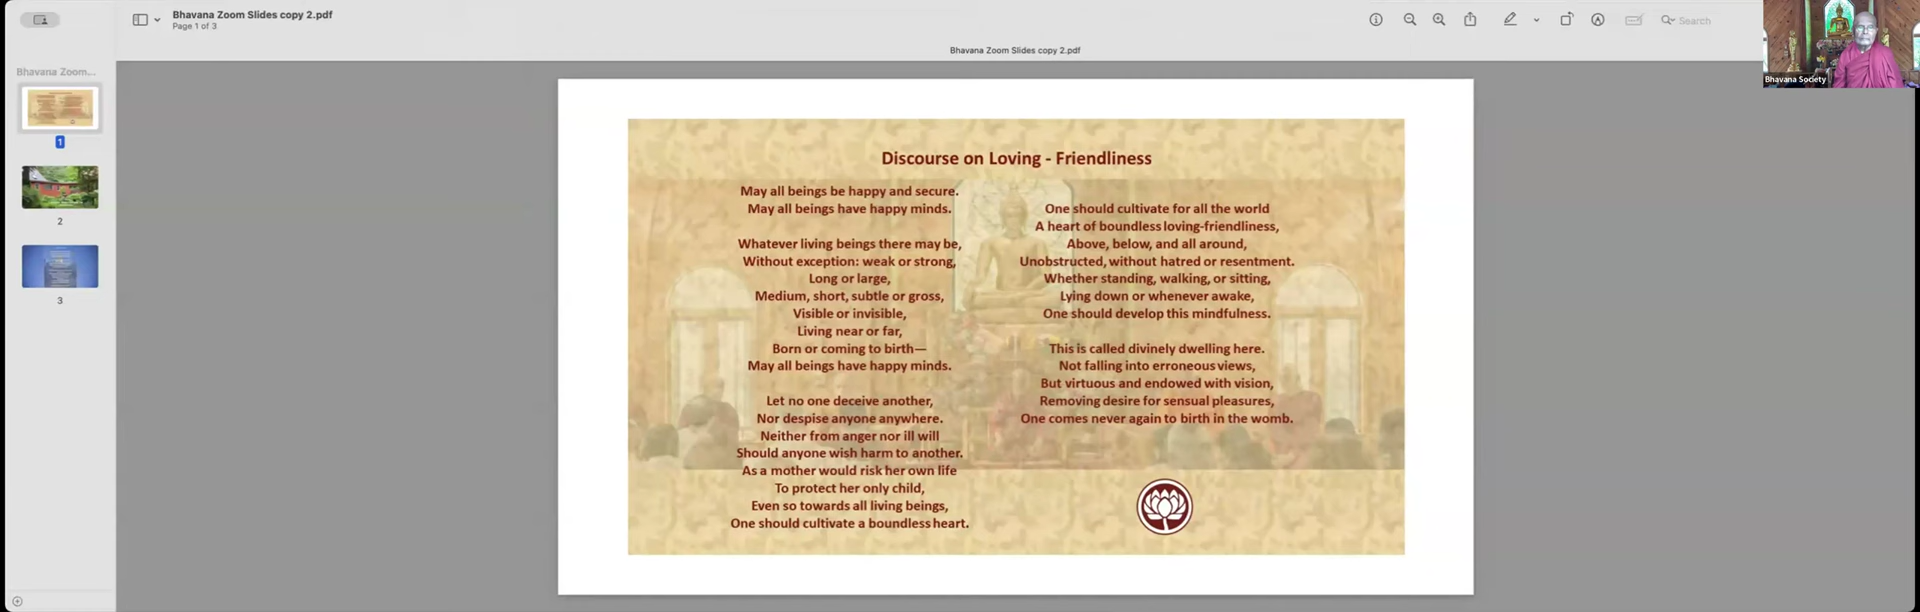 Bhavana Zoom Slides copy 2.pdf
Page 1 of 3
Search
Bhavana Zoom Slides copy 2.pdf
Bhavana Society
Bhavana Zoom...
1
2
3
Discourse on Loving - Friendliness
May all beings be happy and secure.
May all beings have happy minds.
Whatever living beings there may be,
Without exception: weak or strong,
Long or large,
Medium, short, subtle or gross,
Visible or invisible,
Living near or far,
Born or coming to birth—
May all beings have happy minds.
Let no one deceive another,
Nor despise anyone anywhere.
Neither from anger nor ill will
Should anyone wish harm to another.
As a mother would risk her own life
To protect her only child,
Even so towards all living beings,
One should cultivate a boundless heart.
One should cultivate for all the world
A heart of boundless loving-friendliness,
Above, below, and all around,
Unobstructed, without hatred or resentment.
Whether standing, walking, or sitting,
Lying down or whenever awake,
One should develop this mindfulness.
This is called divinely dwelling here.
Not falling into erroneous views,
But virtuous and endowed with vision,
Removing desire for sensual pleasures,
One comes never again to birth in the womb.